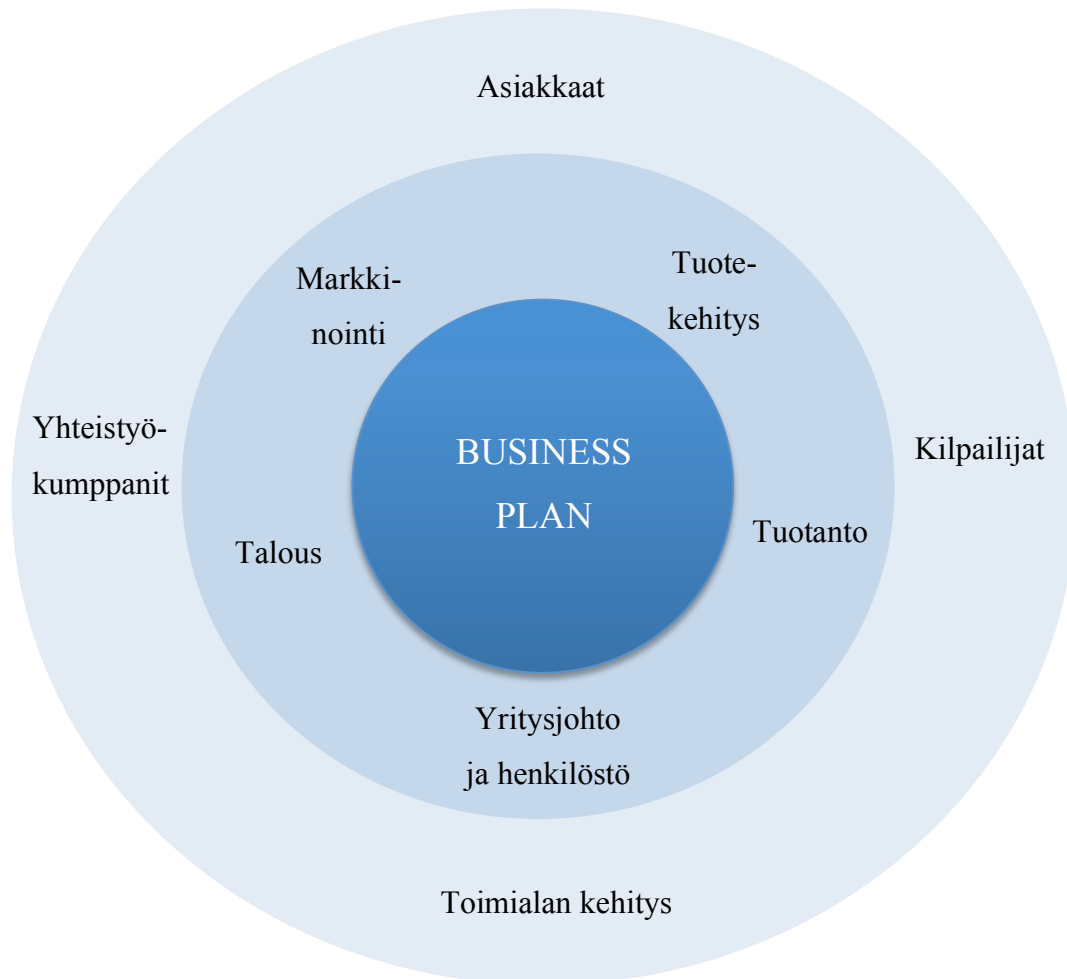 Asiakkaat
Markki-
nointi
Tuote-
kehitys
Yhteistyö-
kumppanit
BUSINESS
PLAN
Kilpailijat
Talous
Tuotanto
Yritysjohto
ja henkilöstö
Toimialan kehitys